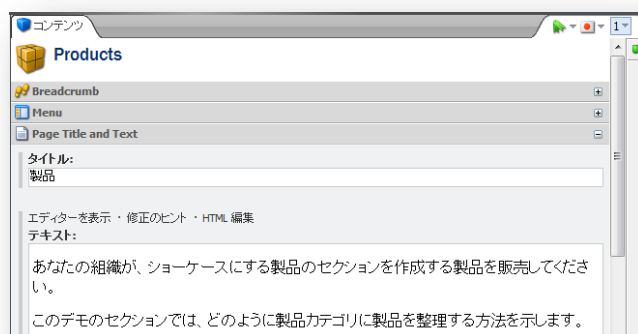 コンテンツ
1
Products
Breadcrumb
Menu
Page Title and Text
タイトル:
製品
エディターを表示 ・ 修正のヒント ・ HTML 編集
テキスト:
あなたの組織が、ショーケースにする製品のセクションを作成する製品を販売してくださ
い。
このデモのセクションでは、どのように製品カテゴリに製品を整理する方法を示します。